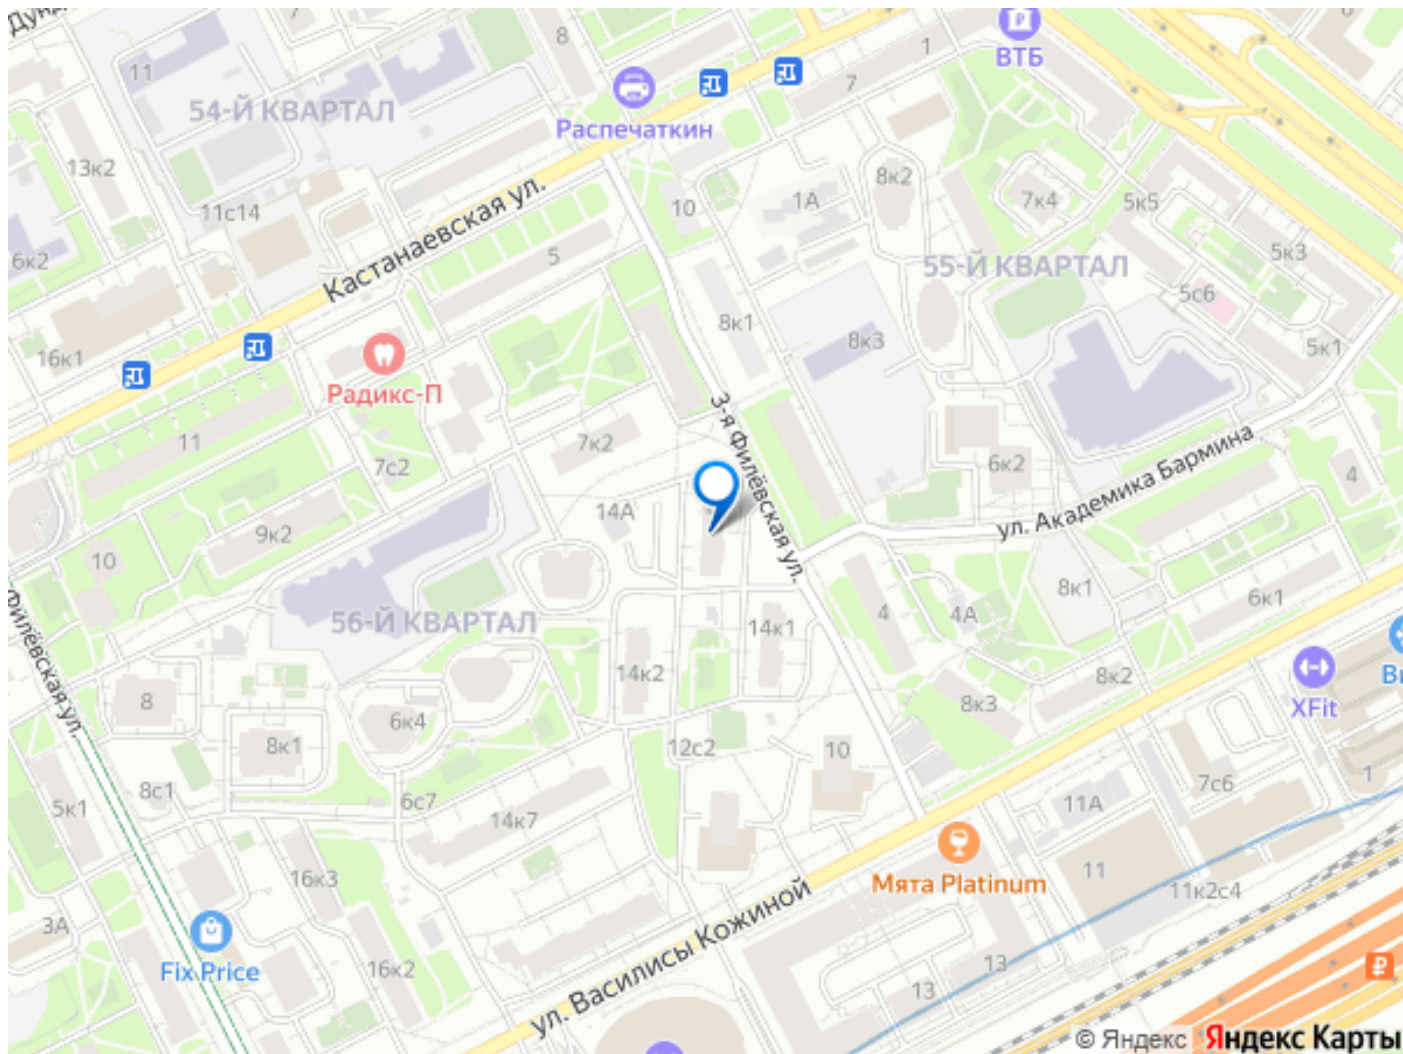 8
1
ВТБ
6
11
54-Й КВАРТАЛ
Распечаткин
7
13к2
8к2
7к4
5к5
11с14
10
1А
6к2
Кастанаевская ул.
5
55-Й КВАРТАЛ
5к3
5с6
8к1
8к3
16к1
Радикс-П
5к1
3-я Филёвская ул.
11
7к2
7с2
6к2
ул. Академика Бармина
4
14А
9к2
10
8к1
6к1
56-Й КВАРТАЛ
14к1
4
4А
Филёвская ул.
14к2
8к2
XFit
8
6к4
8к3
8к1
12с2
10
8с1
6с7
14к7
5к1
11А
7с6
1
Мята Platinum
11
11к2с4
16к3
3А
Fix Price
16к2
ул. Василисы Кожиной
13
13
© Яндекс Яндекс Карты